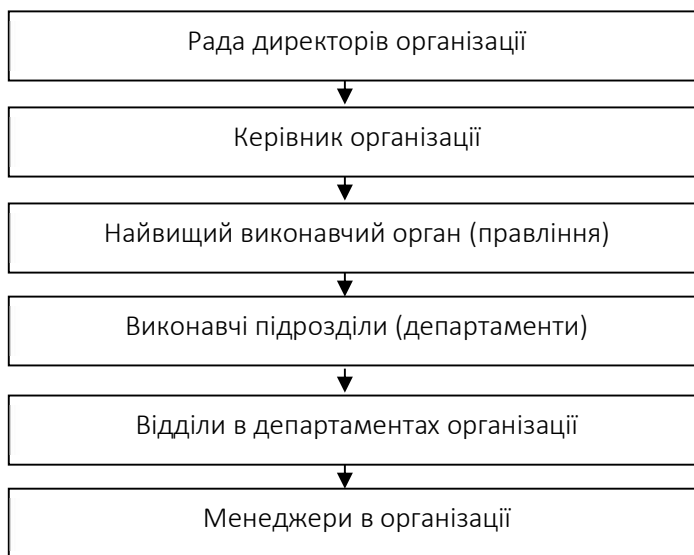 Рада директорів організації
Керівник організації
Найвищий виконавчий орган (правління)
Виконавчі підрозділи (департаменти)
Відділи в департаментах організації
Менеджери в організації